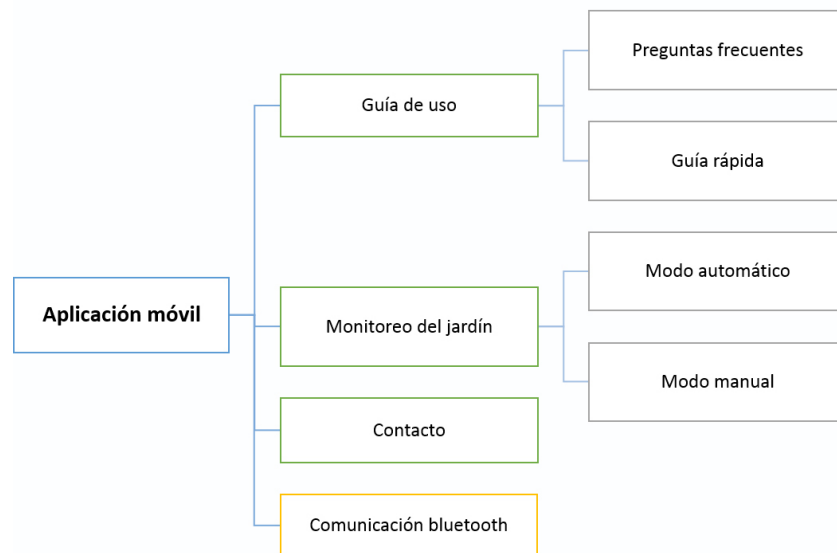 Aplicación móvil
Guía de uso
Preguntas frecuentes
Guía rápida
Monitoreo del jardín
Modo automático
Modo manual
Contacto
Comunicación bluetooth